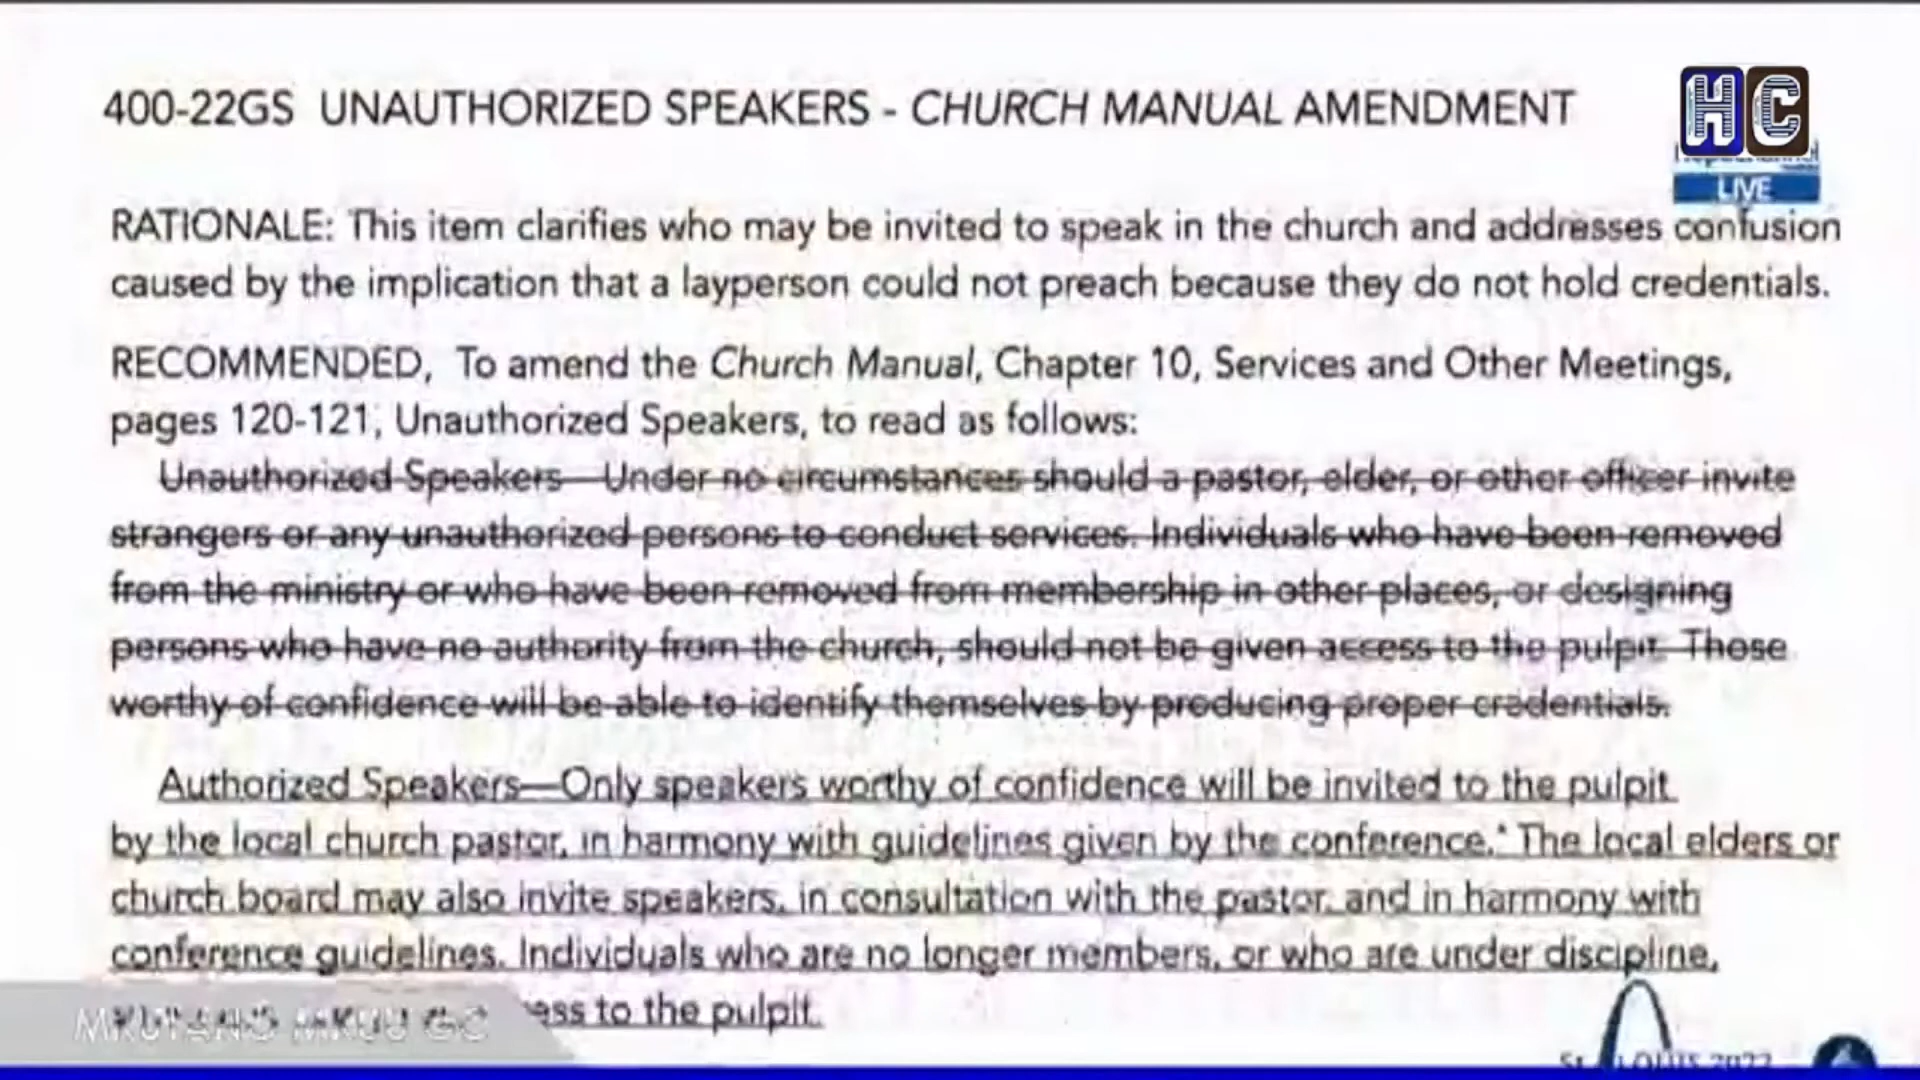 400-22GS UNAUTHORIZED SPEAKERS - CHURCH MANUAL AMENDMENT
HC
LIVE
RATIONALE: This item clarifies who may be invited to speak in the church and addresses confusion
caused by the implication that a layperson could not preach because they do not hold credentials.
RECOMMENDED, To amend the Church Manual, Chapter 10, Services and Other Meetings,
pages 120-121, Unauthorized Speakers, to read as follows:
Unauthorized Speakers—Under no circumstances should a pastor, elder, or other officer invite
strangers or any unauthorized persons to conduct services. Individuals who have been removed
from the ministry or who have been removed from membership in other places, or designing
persons who have no authority from the church, should not be given access to the pulpit. Those
worthy of confidence will be able to identify themselves by producing proper credentials.
Authorized Speakers—Only speakers worthy of confidence will be invited to the pulpit
by the local church pastor, in harmony with guidelines given by the conference.* The local elders or
church board may also invite speakers, in consultation with the pastor, and in harmony with
conference guidelines. Individuals who are no longer members, or who are under discipline,
to the pulpit.
MKUTANO MKUU GC